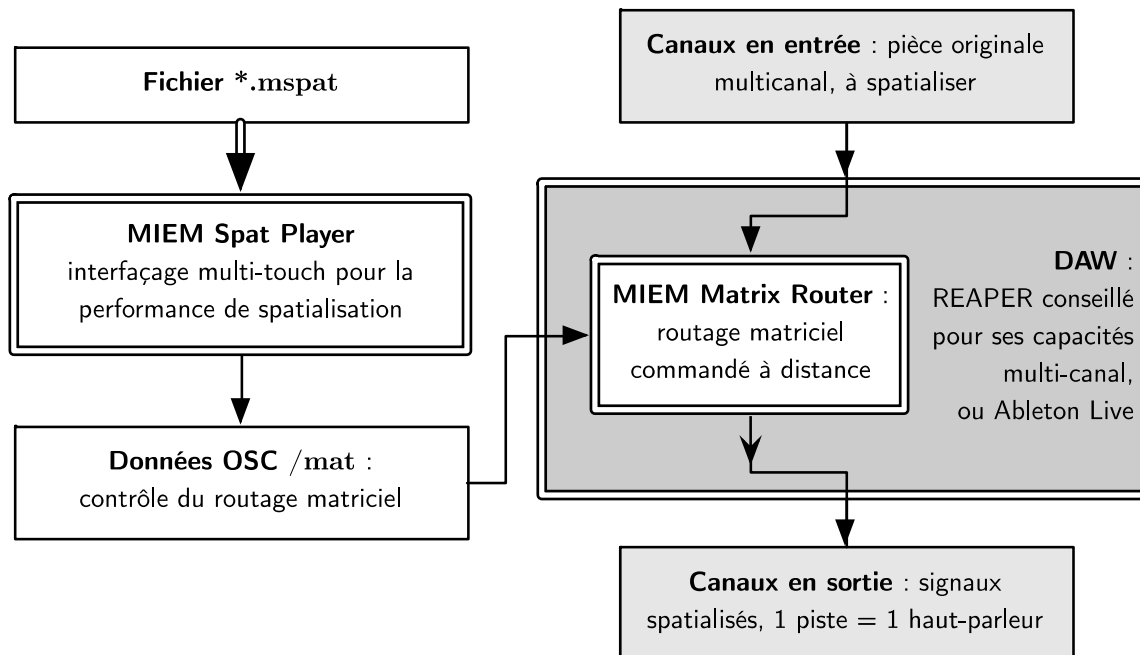 Fichier *.mspat
MIEM Spat Player
interfaçage multi-touch pour la
performance de spatialisation
Données OSC /mat :
contrôle du routage matriciel
Canaux en entrée : pièce originale
multicanal, à spatialiser
MIEM Matrix Router :
routage matriciel
commandé à distance
DAW :
REAPER conseillé
pour ses capacités
multi-canal,
ou Ableton Live
Canaux en sortie : signaux
spatialisés, 1 piste = 1 haut-parleur